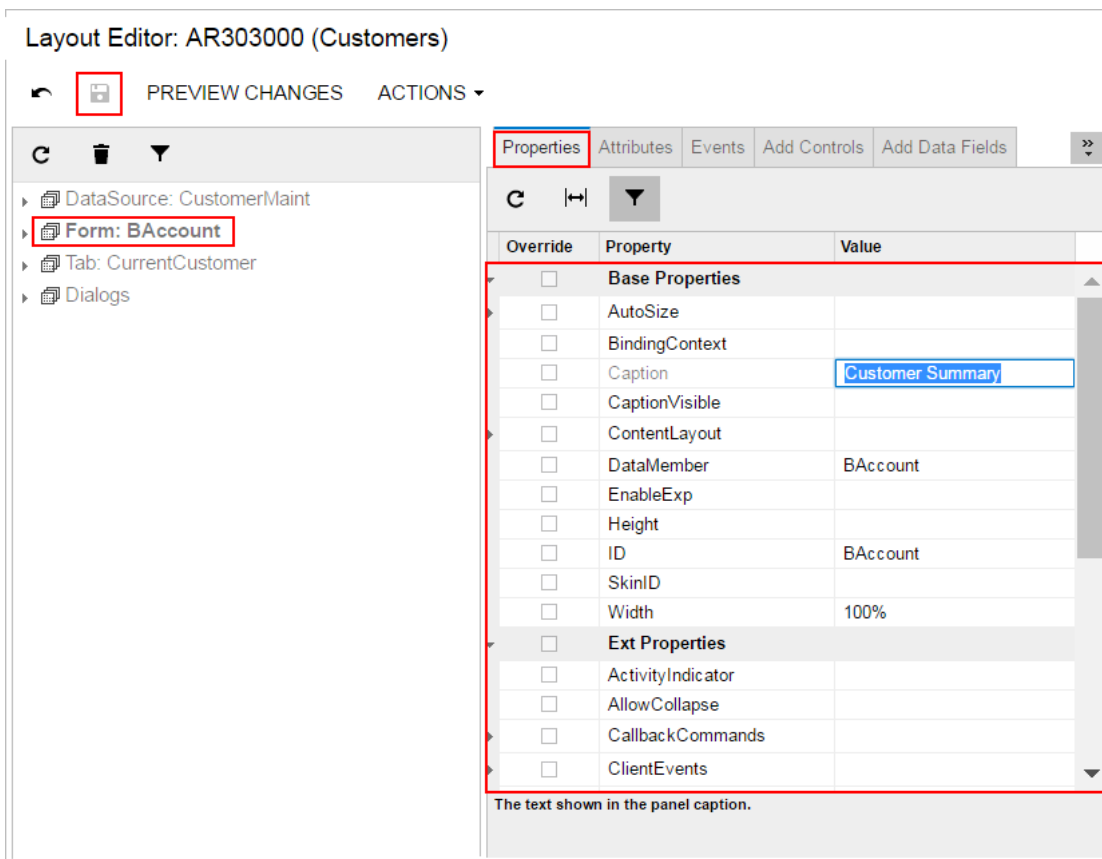 Layout Editor: AR303000 (Customers)
PREVIEW CHANGES ACTIONS
Properties Attributes Events Add Controls Add Data Fields
DataSource: CustomerMaint
Form: BAccount
Tab: CurrentCustomer
Dialogs
Override Property Value
Base Properties
AutoSize
BindingContext
Caption Customer Summary
CaptionVisible
ContentLayout
DataMember BAccount
EnableExp
Height
ID BAccount
SkinID
Width 100%
Ext Properties
ActivityIndicator
AllowCollapse
CallbackCommands
ClientEvents
The text shown in the panel caption.